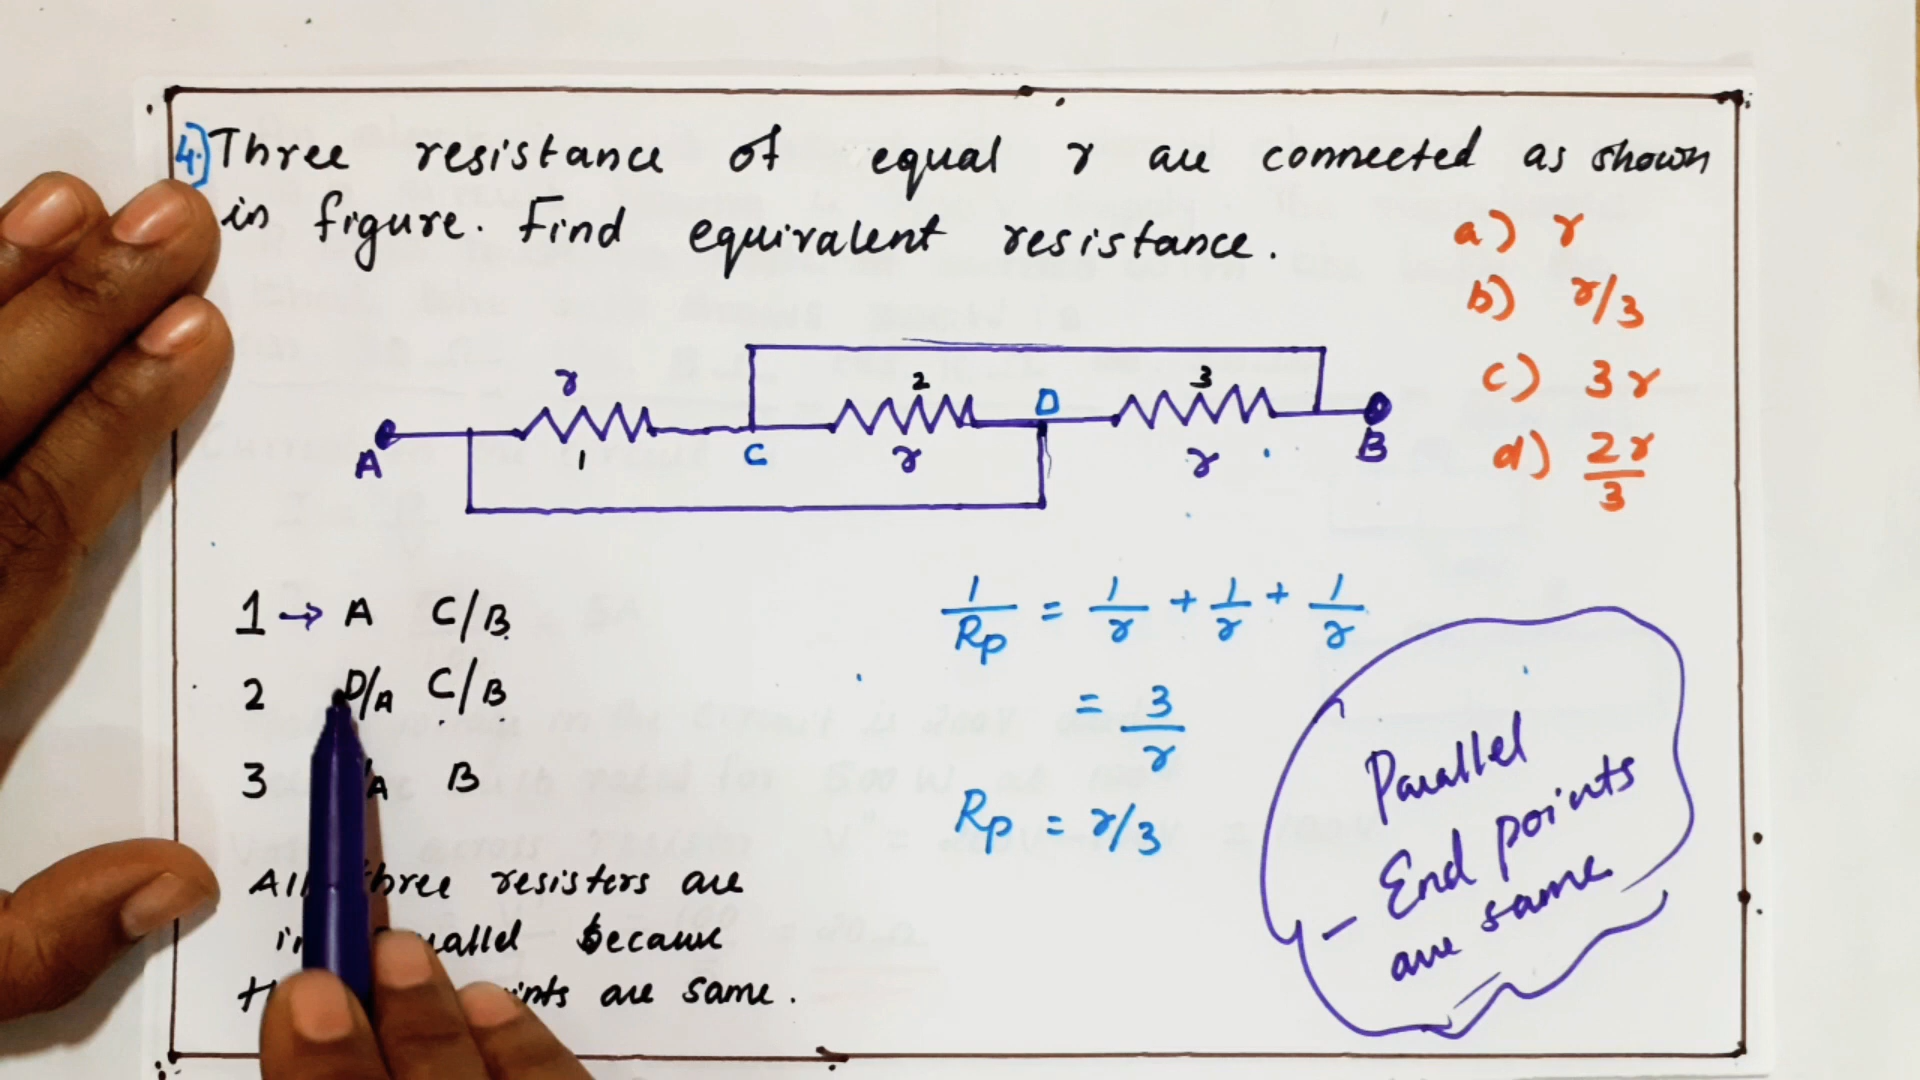 4.) Three resistance of equal r are connected as shown
in figure. Find equivalent resistance.
a) r
b) r/3
c) 3r
d) 2r/3
r 2 D 3
A 1 C r r B
1 → A C/B
2 D/A C/B
3 /A B
All three resisters are
in because
are same.
1/Rp = 1/r + 1/r + 1/r
= 3/r
Rp = r/3
Parallel
- End points
are same